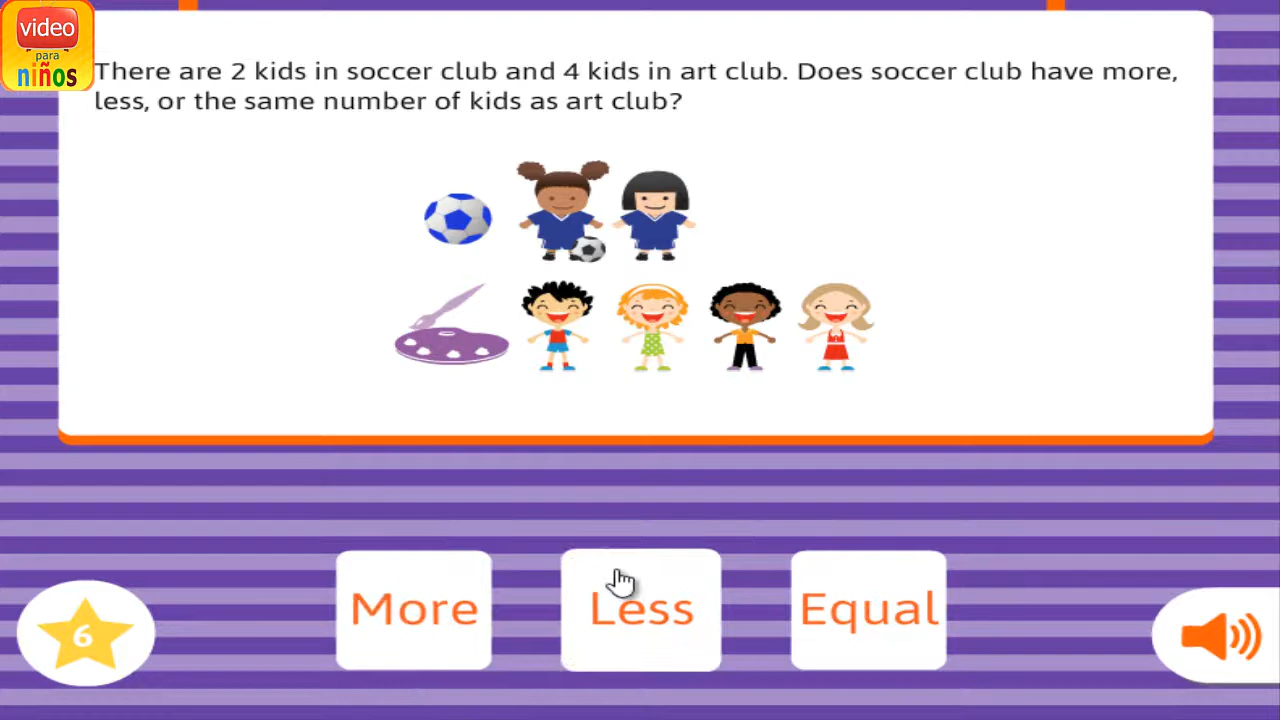 video
para
niños
There are 2 kids in soccer club and 4 kids in art club. Does soccer club have more,
less, or the same number of kids as art club?
More
Less
Equal
6